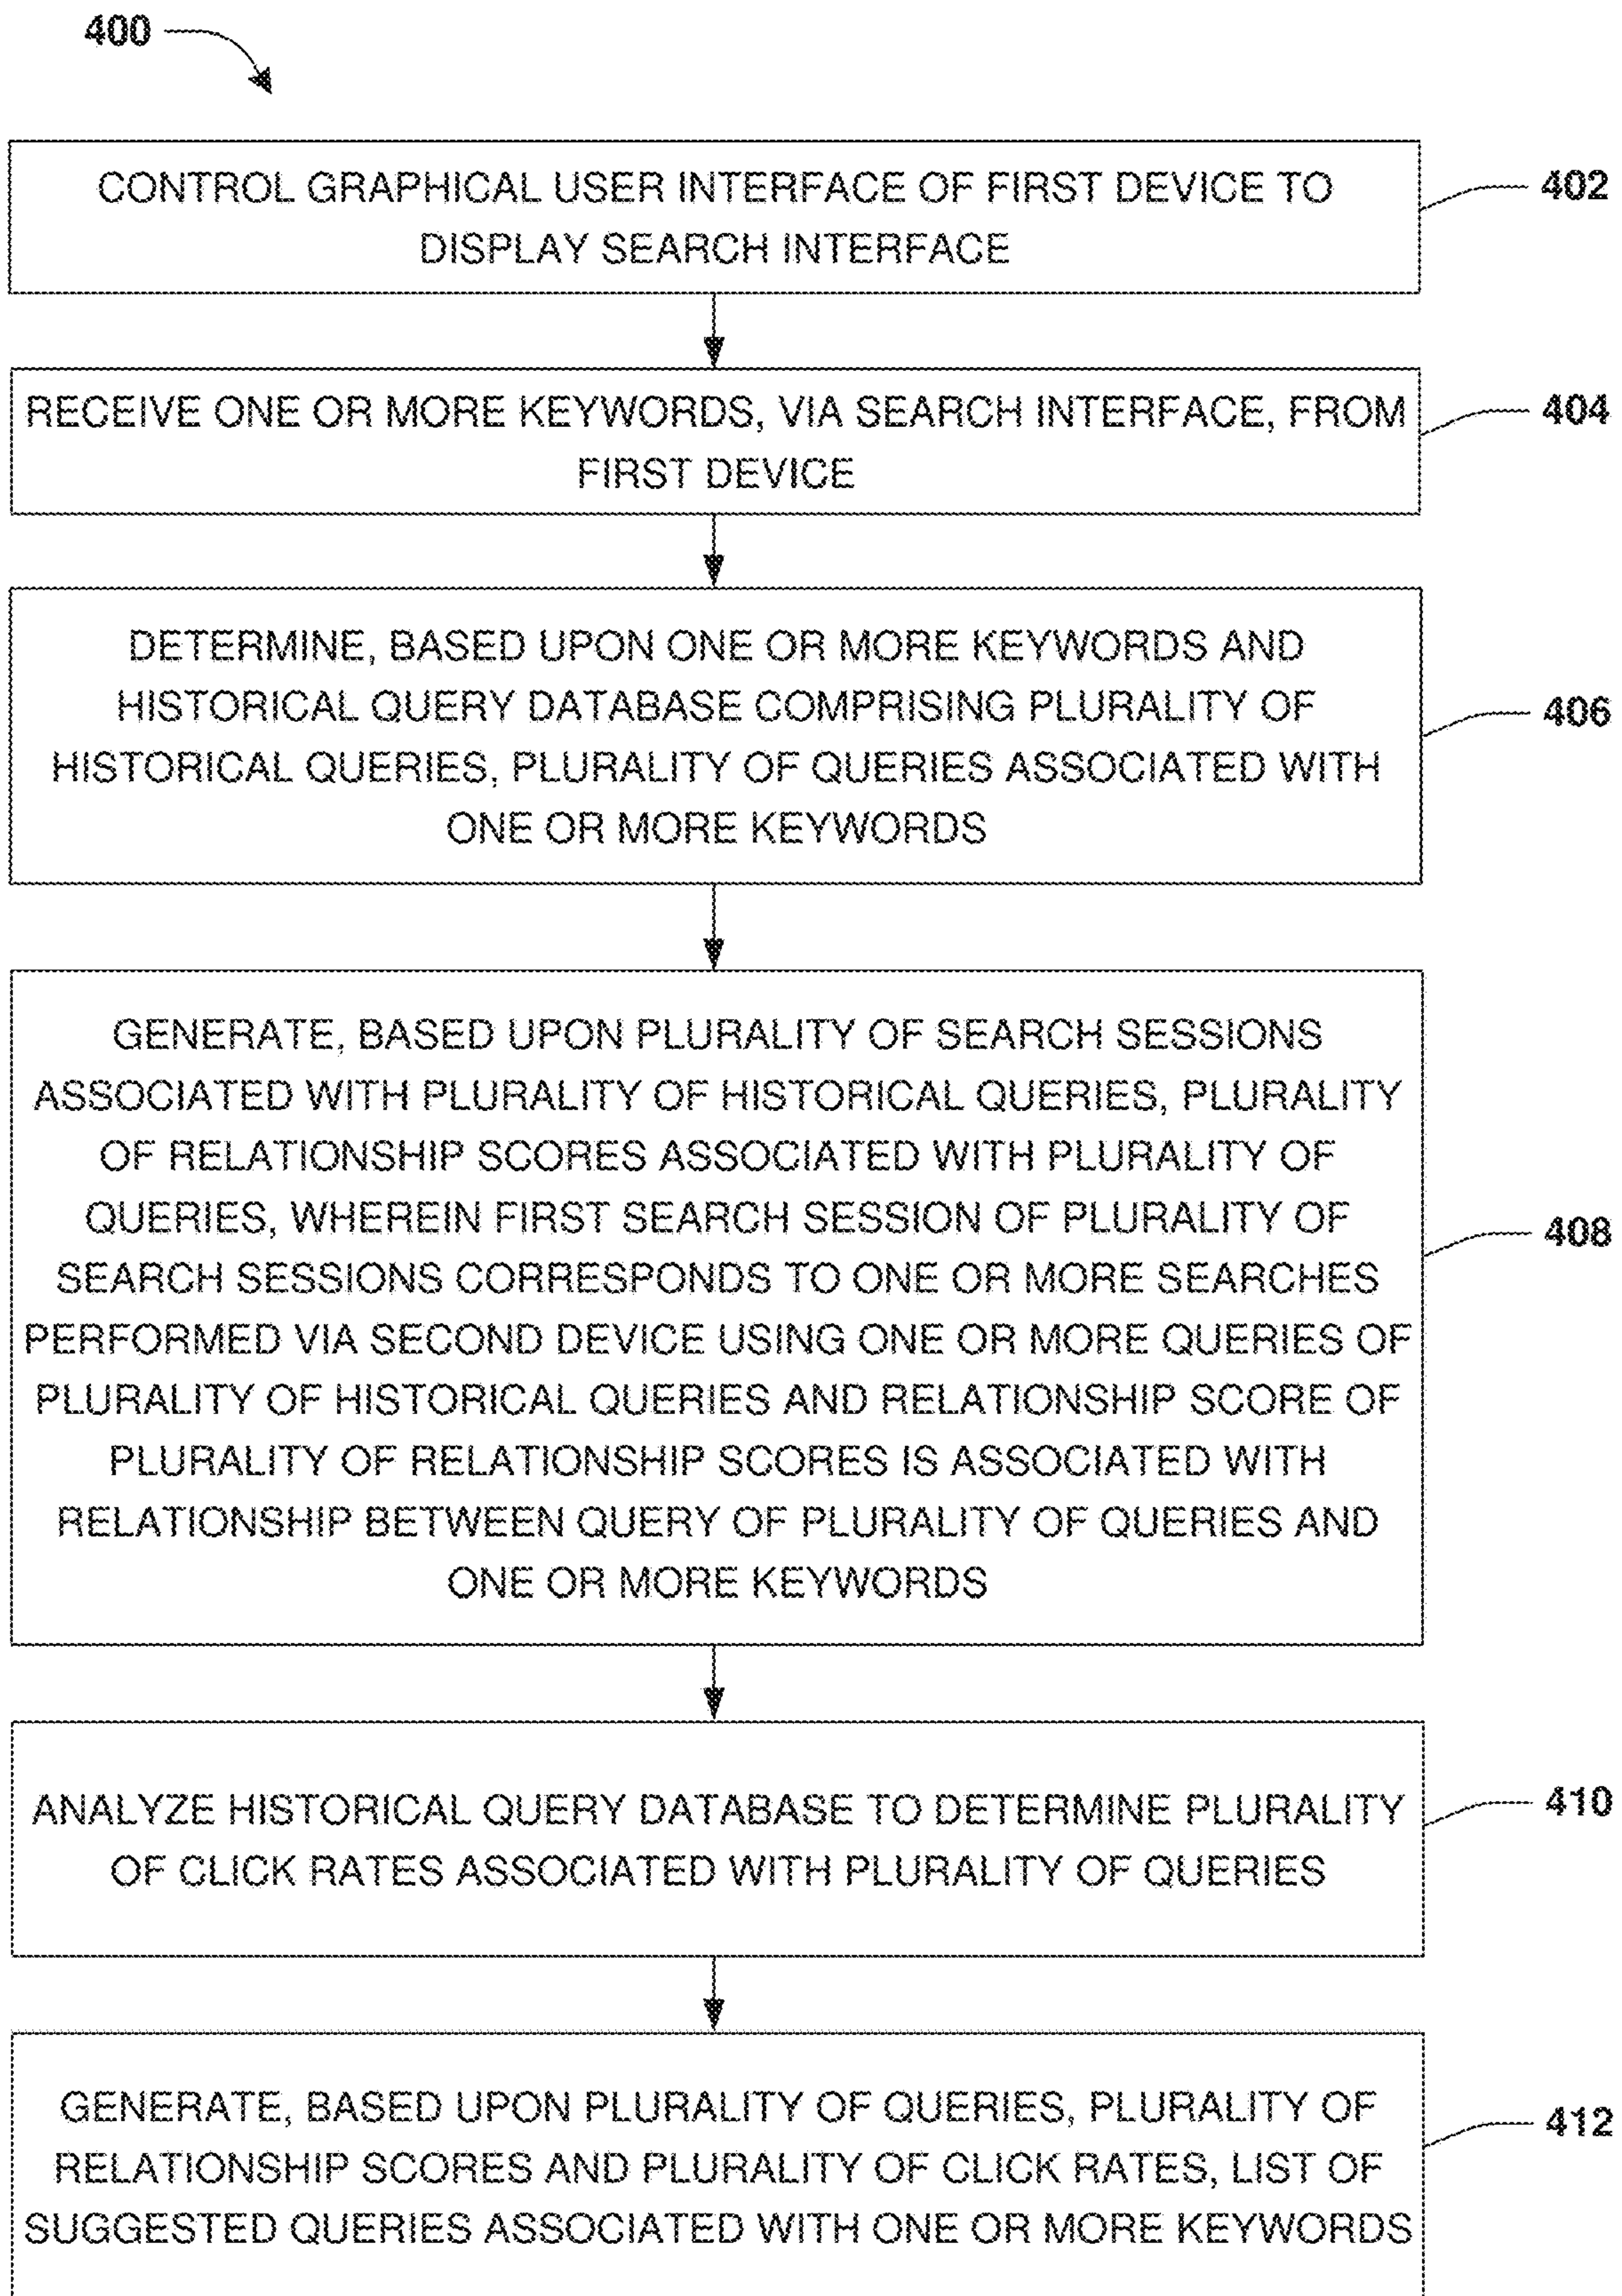 400
CONTROL GRAPHICAL USER INTERFACE OF FIRST DEVICE TO
DISPLAY SEARCH INTERFACE
402
RECEIVE ONE OR MORE KEYWORDS, VIA SEARCH INTERFACE, FROM
FIRST DEVICE
404
DETERMINE, BASED UPON ONE OR MORE KEYWORDS AND
HISTORICAL QUERY DATABASE COMPRISING PLURALITY OF
HISTORICAL QUERIES, PLURALITY OF QUERIES ASSOCIATED WITH
ONE OR MORE KEYWORDS
406
GENERATE, BASED UPON PLURALITY OF SEARCH SESSIONS
ASSOCIATED WITH PLURALITY OF HISTORICAL QUERIES, PLURALITY
OF RELATIONSHIP SCORES ASSOCIATED WITH PLURALITY OF
QUERIES, WHEREIN FIRST SEARCH SESSION OF PLURALITY OF
SEARCH SESSIONS CORRESPONDS TO ONE OR MORE SEARCHES
PERFORMED VIA SECOND DEVICE USING ONE OR MORE QUERIES OF
PLURALITY OF HISTORICAL QUERIES AND RELATIONSHIP SCORE OF
PLURALITY OF RELATIONSHIP SCORES IS ASSOCIATED WITH
RELATIONSHIP BETWEEN QUERY OF PLURALITY OF QUERIES AND
ONE OR MORE KEYWORDS
408
ANALYZE HISTORICAL QUERY DATABASE TO DETERMINE PLURALITY
OF CLICK RATES ASSOCIATED WITH PLURALITY OF QUERIES
410
GENERATE, BASED UPON PLURALITY OF QUERIES, PLURALITY OF
RELATIONSHIP SCORES AND PLURALITY OF CLICK RATES, LIST OF
SUGGESTED QUERIES ASSOCIATED WITH ONE OR MORE KEYWORDS
412